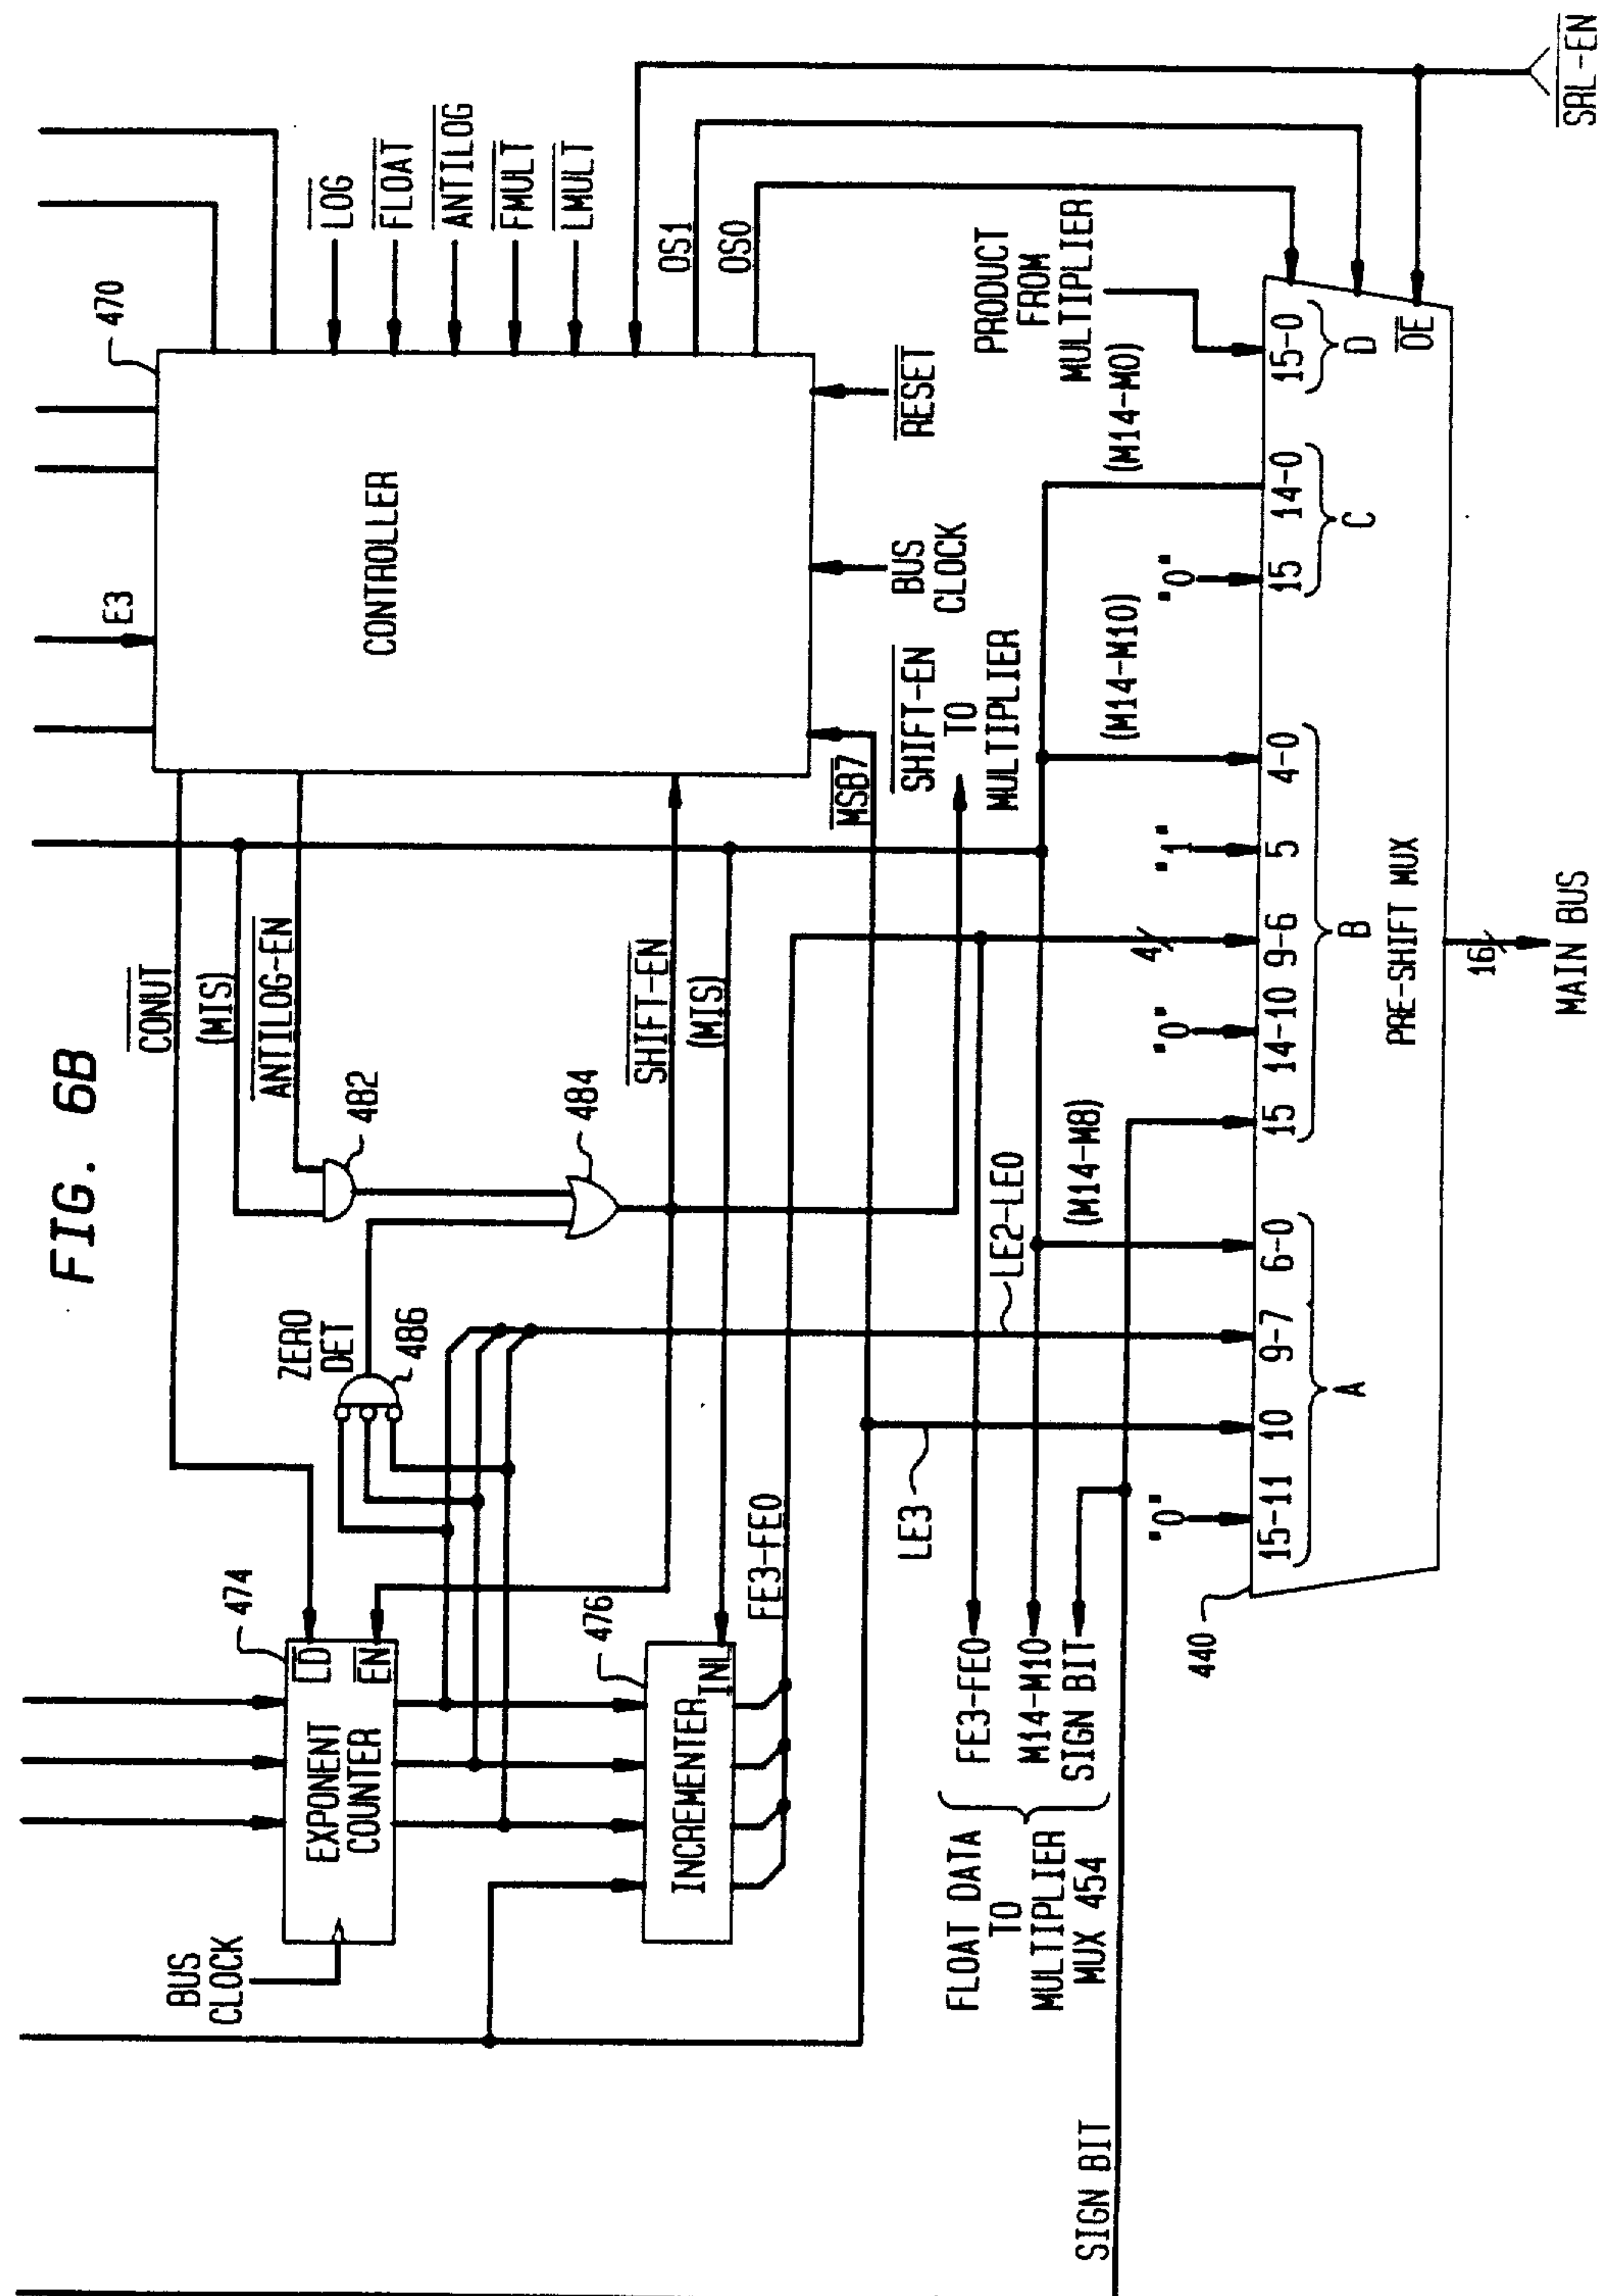 FIG. 6B
470
CONTROLLER
E3
LOG
FLOAT
ANTILOG
FMULT
LMULT
OS1
OS0
RESET
BUS
CLOCK
MSB7
CONUT
(MIS)
ANTILOG-EN
482
484
SHIFT-EN
(MIS)
SHIFT-EN
TO
MULTIPLIER
ZERO
DET
486
474
EXPONENT
COUNTER
LD
EN
BUS
CLOCK
476
INCREMENTER
INL
FE3-FE0
LE3
LE2-LE0
FE3-FE0
M14-M10
SIGN BIT
FLOAT DATA
TO
MULTIPLIER
MUX 454
SIGN BIT
(M14-M8)
(M14-M10)
(M14-M0)
PRODUCT
FROM
MULTIPLIER
440
"0"
"0"
4
"1"
"0"
15-11
10
9-7
6-0
A
15
14-10
9-6
5
4-0
B
15
14-0
C
15-0
D
OE
PRE-SHIFT MUX
16
MAIN BUS
SRL-EN